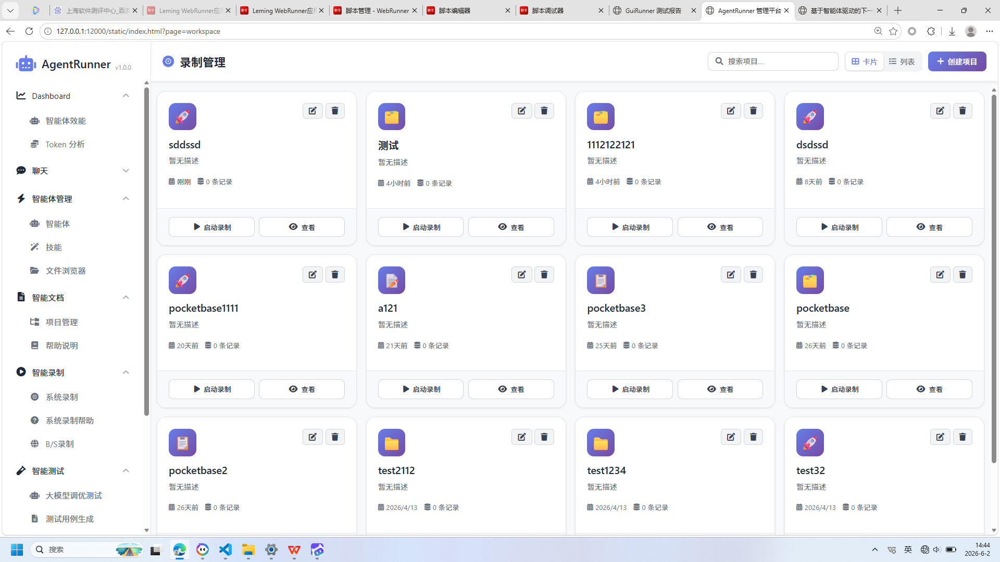 上海软件测评中心_百度
Leming WebRunner应用
Leming WebRunner应用
脚本管理 - WebRunner
脚本编辑器
脚本调试器
GuiRunner 测试报告
AgentRunner 管理平台
基于智能体驱动的下一
127.0.0.1:12000/static/index.html?page=workspace
AgentRunner v1.0.0
Dashboard
智能体效能
Token 分析
聊天
智能体管理
智能体
技能
文件浏览器
智能文档
项目管理
帮助说明
智能录制
系统录制
系统录制帮助
B/S录制
智能测试
大模型调优测试
测试用例生成
录制管理
搜索项目...
卡片
列表
创建项目
sddssd
暂无描述
刚刚 0 条记录
启动录制 查看
测试
暂无描述
4小时前 0 条记录
启动录制 查看
1112122121
暂无描述
4小时前 0 条记录
启动录制 查看
dsdssd
暂无描述
8天前 0 条记录
启动录制 查看
pocketbase1111
暂无描述
20天前 0 条记录
启动录制 查看
a121
暂无描述
21天前 0 条记录
启动录制 查看
pocketbase3
暂无描述
25天前 0 条记录
启动录制 查看
pocketbase
暂无描述
26天前 0 条记录
启动录制 查看
pocketbase2
暂无描述
26天前 0 条记录
test2112
暂无描述
2026/4/13 0 条记录
test1234
暂无描述
2026/4/13 0 条记录
test32
暂无描述
2026/4/13 0 条记录
搜索
英
14:44
2026-6-2